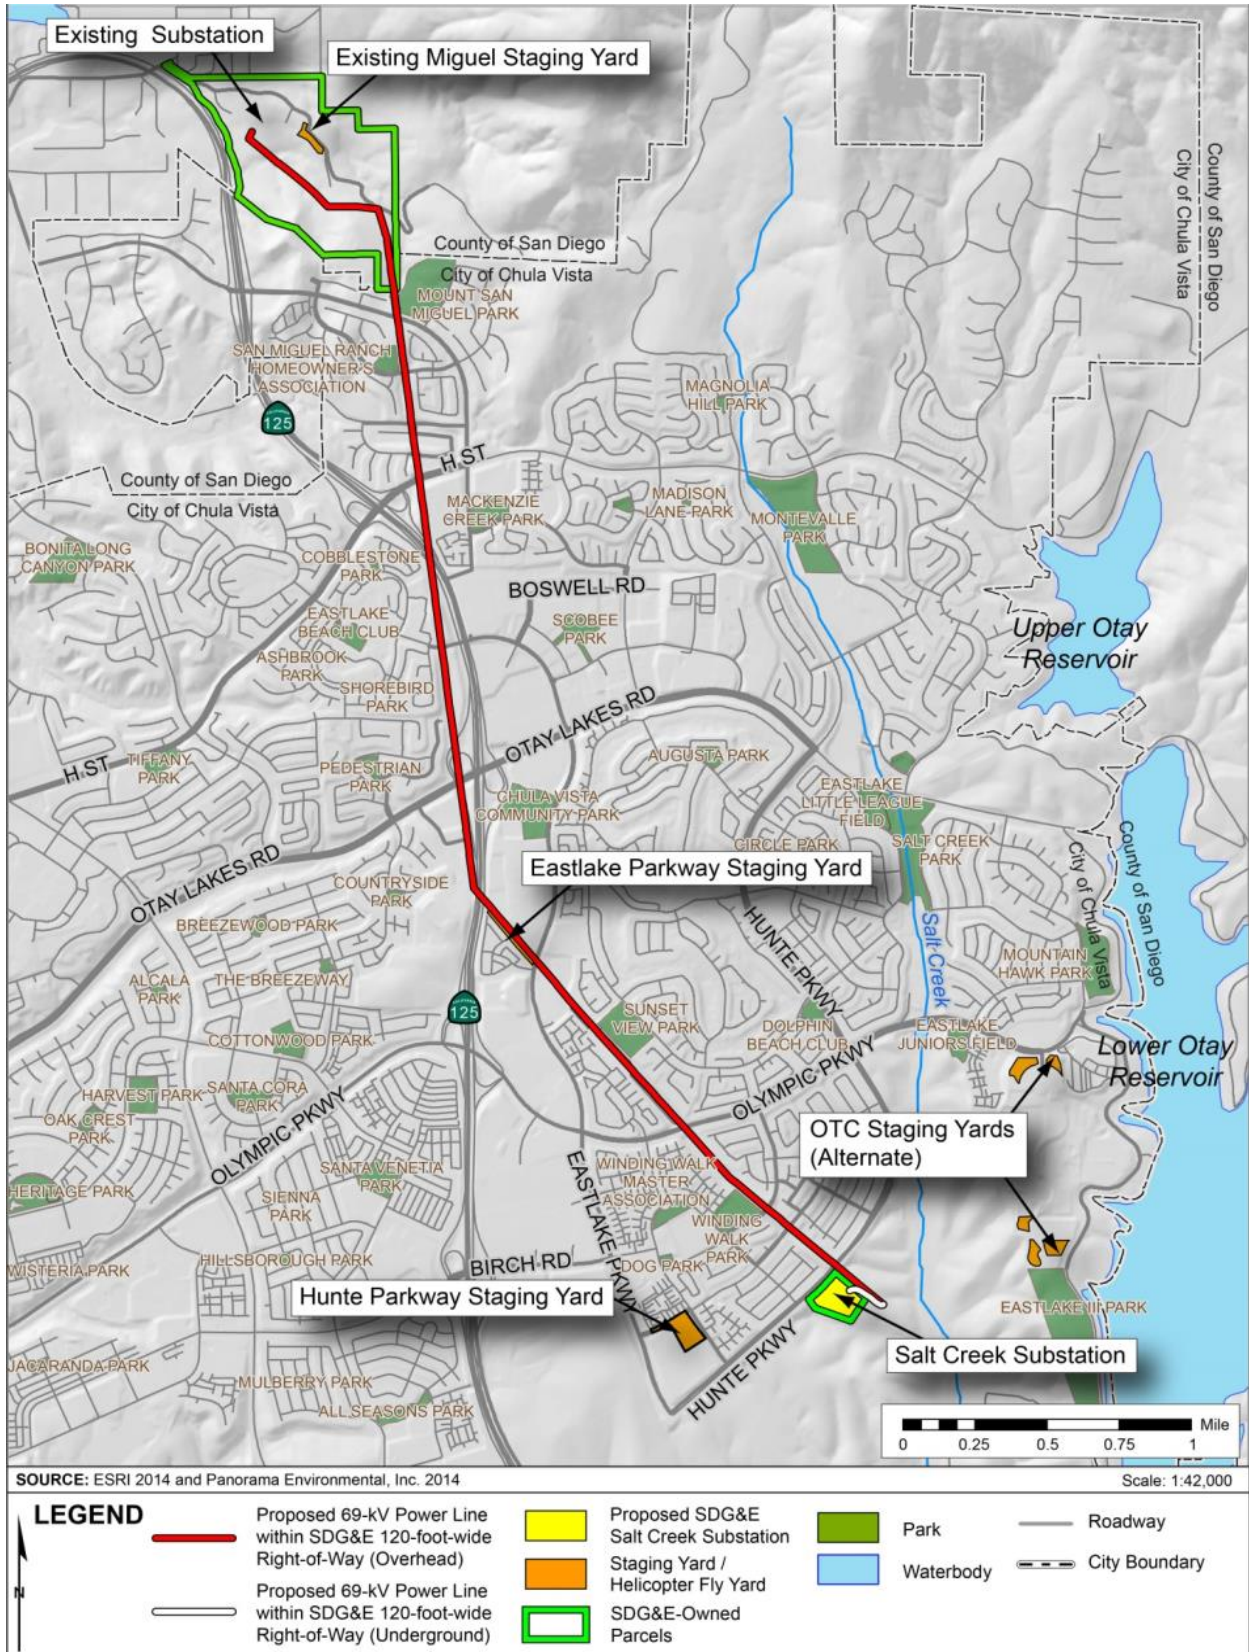 Existing  Substation
Existing Miguel Staging Yard
County of San Diego
City of Chula Vista
County of San Diego
City of Chula Vista
MOUNT SAN
MIGUEL PARK
SAN MIGUEL RANCH
HOMEOWNER'S
ASSOCIATION
MAGNOLIA
HILL PARK
CALIFORNIA
125
H ST
County of San Diego
City of Chula Vista
MACKENZIE
CREEK PARK
MADISON
LANE PARK
MONTEVALLE
PARK
BONITA LONG
CANYON PARK
COBBLESTONE
PARK
BOSWELL RD
EASTLAKE
BEACH CLUB
SCOBEE
PARK
Upper Otay
Reservoir
ASHBROOK
PARK
SHOREBIRD
PARK
OTAY LAKES RD
H ST
TIFFANY
PARK
PEDESTRIAN
PARK
AUGUSTA PARK
CHULA VISTA
COMMUNITY PARK
EASTLAKE
LITTLE LEAGUE
FIELD
CIRCLE PARK
SALT CREEK
PARK
County of San Diego
City of Chula Vista
OTAY LAKES RD
Eastlake Parkway Staging Yard
COUNTRYSIDE
PARK
BREEZEWOOD PARK
HUNTE PKWY
Salt Creek
MOUNTAIN
HAWK PARK
ALCALA
PARK
THE BREEZEWAY
CALIFORNIA
125
SUNSET
VIEW PARK
DOLPHIN
BEACH CLUB
EASTLAKE
JUNIORS FIELD
COTTONWOOD PARK
Lower Otay
Reservoir
HARVEST PARK
SANTA CORA
PARK
OLYMPIC PKWY
OAK CREST
PARK
OLYMPIC PKWY
OTC Staging Yards
(Alternate)
EASTLAKE PKWY
WINDING WALK
MASTER
ASSOCIATION
HERITAGE PARK
SANTA VENETIA
PARK
SIENNA
PARK
WINDING
WALK
PARK
WISTERIA PARK
HILLSBOROUGH PARK
BIRCH RD
DOG PARK
Hunte Parkway Staging Yard
EASTLAKE III PARK
Salt Creek Substation
JACARANDA PARK
MULBERRY PARK
HUNTE PKWY
ALL SEASONS PARK
Mile
0 0.25 0.5 0.75 1
SOURCE: ESRI 2014 and Panorama Environmental, Inc. 2014
Scale: 1:42,000
LEGEND
N
Proposed 69-kV Power Line
within SDG&E 120-foot-wide
Right-of-Way (Overhead)
Proposed 69-kV Power Line
within SDG&E 120-foot-wide
Right-of-Way (Underground)
Proposed SDG&E
Salt Creek Substation
Staging Yard /
Helicopter Fly Yard
SDG&E-Owned
Parcels
Park
Waterbody
Roadway
City Boundary